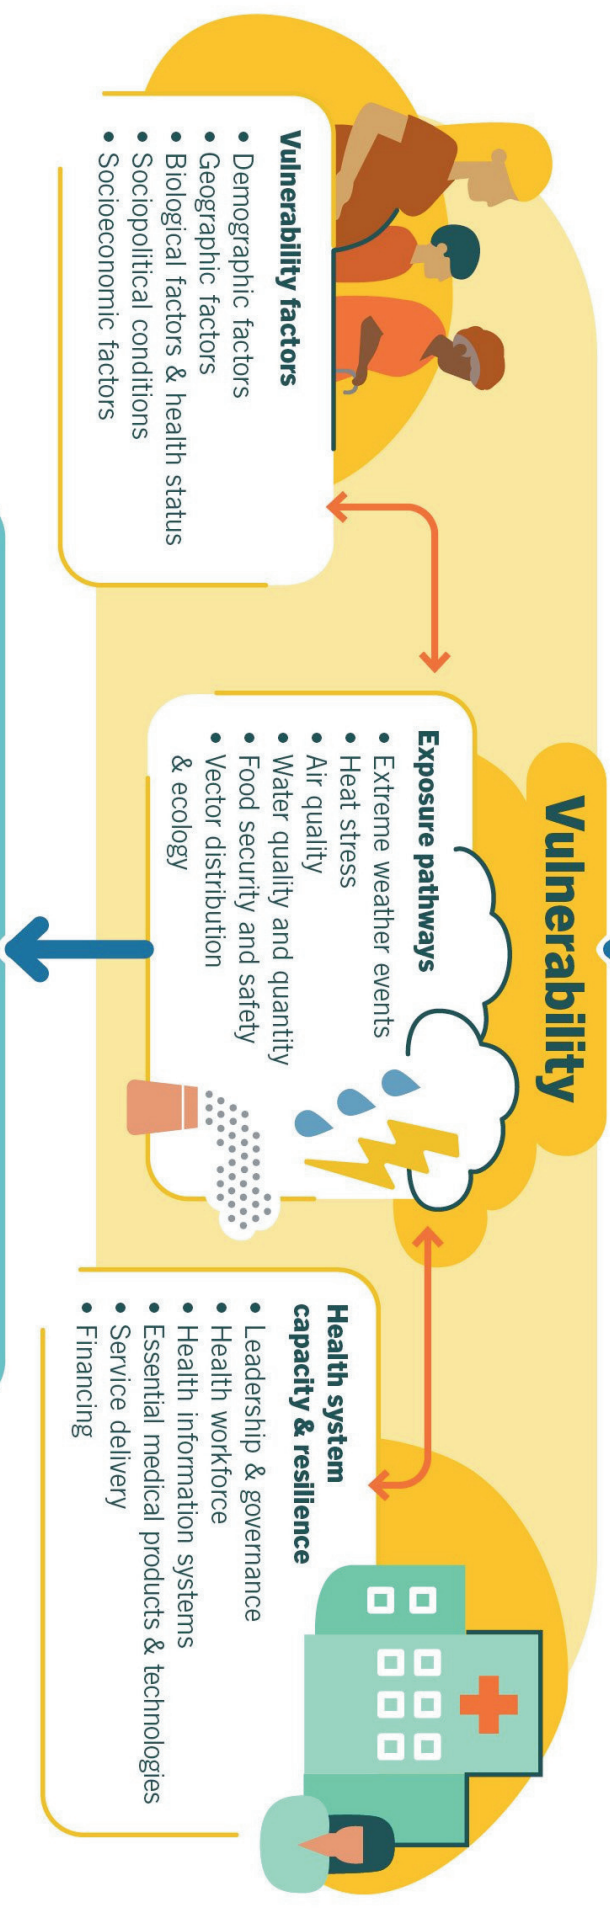 Vulnerability
Vulnerability factors
• Demographic factors
• Geographic factors
• Biological factors & health status
• Sociopolitical conditions
• Socioeconomic factors
Exposure pathways
• Extreme weather events
• Heat stress
• Air quality
• Water quality and quantity
• Food security and safety
• Vector distribution
& ecology
Health system
capacity & resilience
• Leadership & governance
• Health workforce
• Health information systems
• Essential medical products & technologies
• Service delivery
• Financing